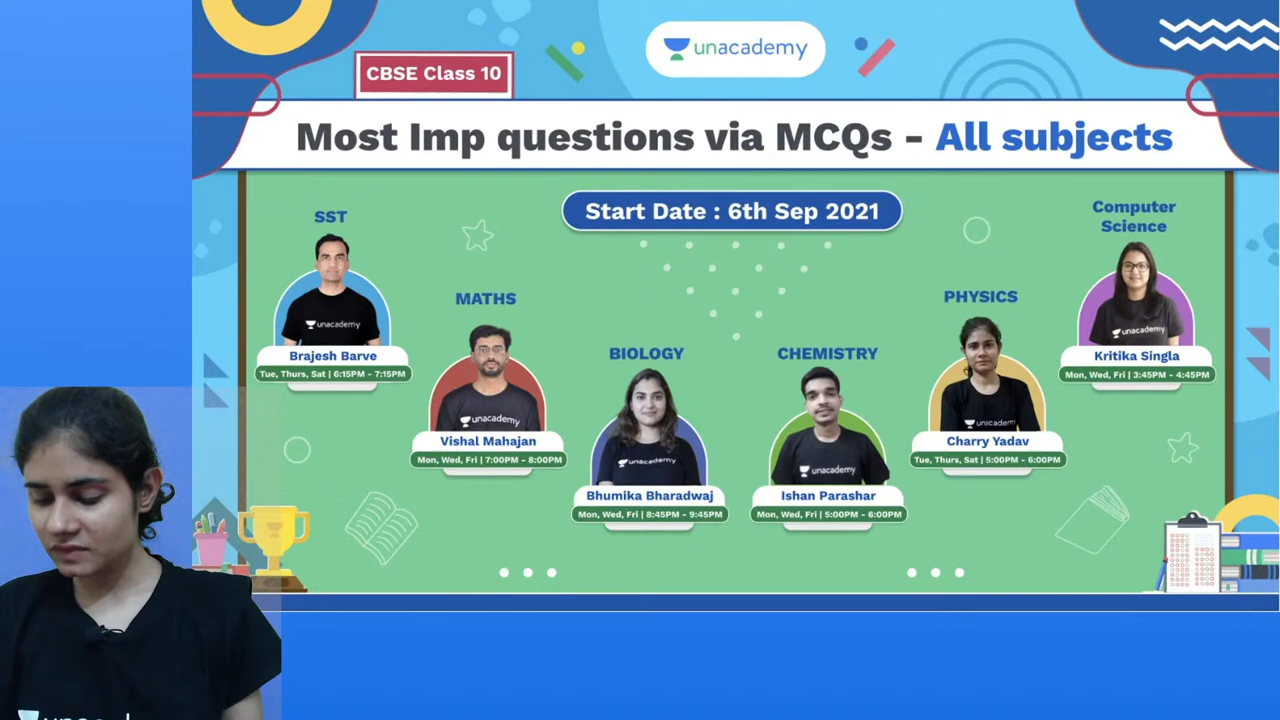 unacademy
CBSE Class 10
Most Imp questions via MCQs - All subjects
Start Date : 6th Sep 2021
SST
unacademy
Brajesh Barve
Tue, Thurs, Sat | 6:15PM - 7:15PM
MATHS
unacademy
Vishal Mahajan
Mon, Wed, Fri | 7:00PM - 8:00PM
BIOLOGY
unacademy
Bhumika Bharadwaj
Mon, Wed, Fri | 8:45PM - 9:45PM
CHEMISTRY
unacademy
Ishan Parashar
Mon, Wed, Fri | 5:00PM - 6:00PM
PHYSICS
unacademy
Charry Yadav
Tue, Thurs, Sat | 5:00PM - 6:00PM
Computer
Science
unacademy
Kritika Singla
Mon, Wed, Fri | 3:45PM - 4:45PM